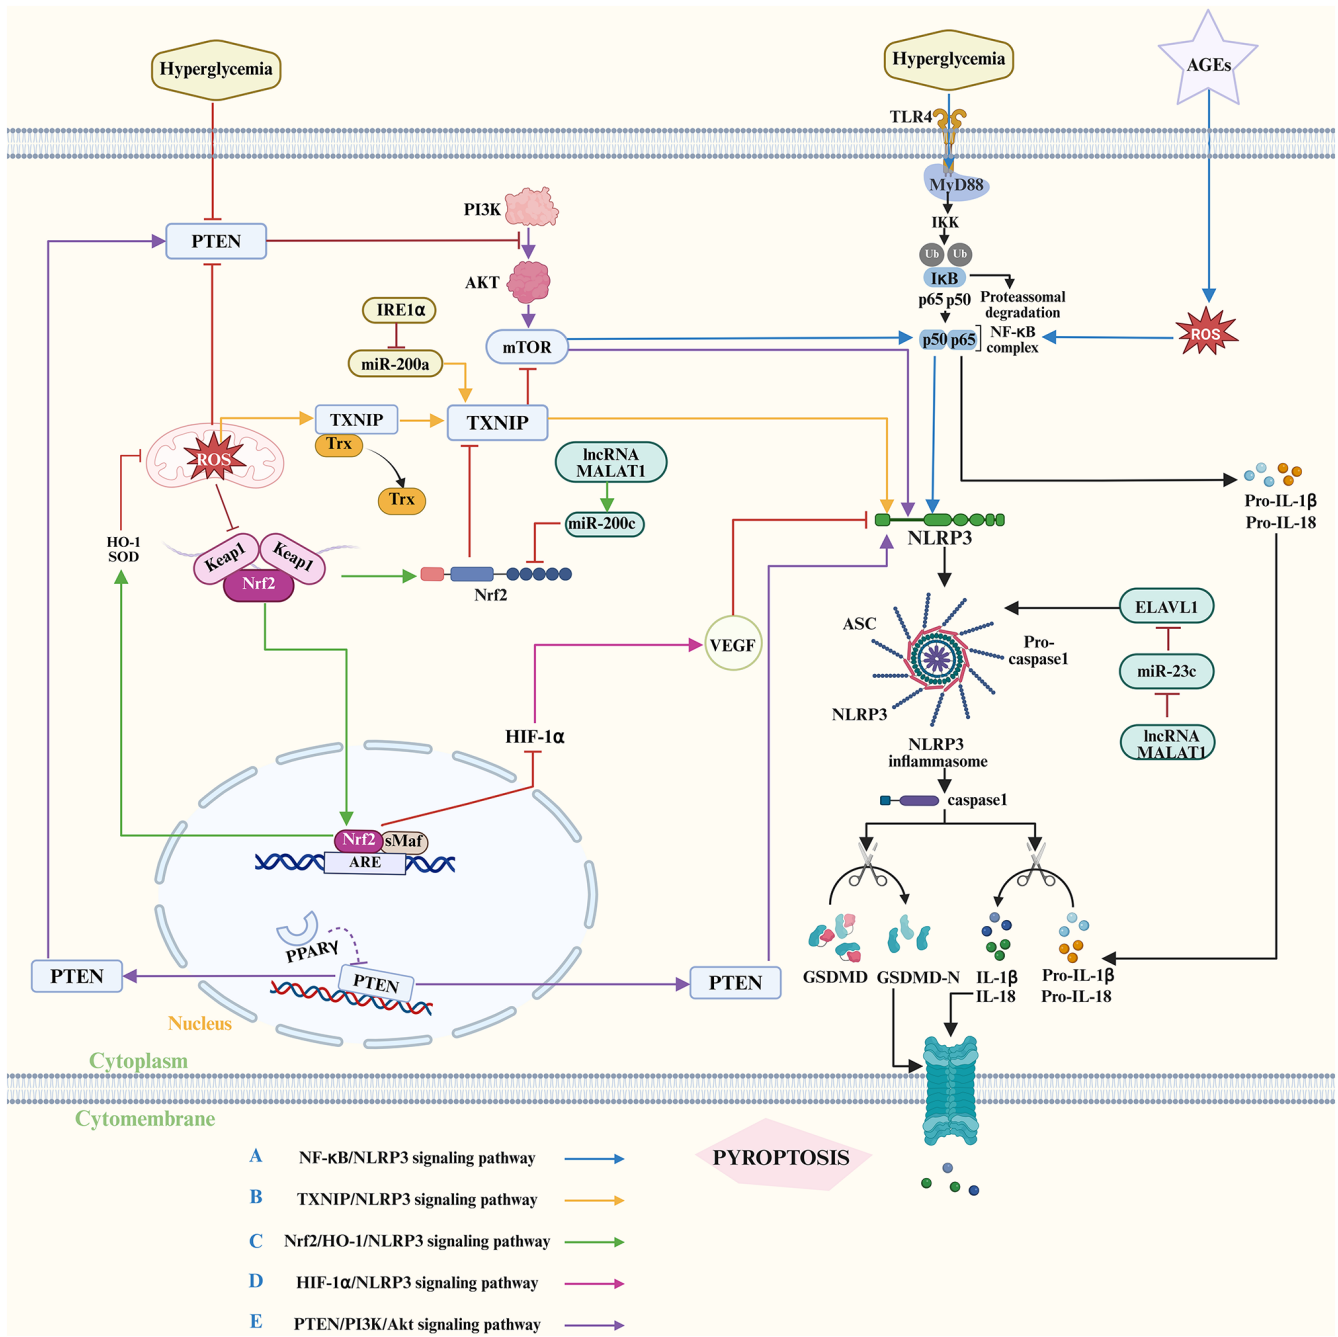 Hyperglycemia
Hyperglycemia
AGEs
TLR4
MyD88
IKK
Ub
Ub
IκB
p65 p50
Proteassomal
degradation
p50
p65
NF-κB
complex
ROS
PTEN
PI3K
AKT
mTOR
IRE1α
miR-200a
TXNIP
Trx
Trx
TXNIP
ROS
lncRNA
MALAT1
miR-200c
HO-1
SOD
Keap1
Keap1
Nrf2
Nrf2
NLRP3
Pro-IL-1β
Pro-IL-18
ELAVL1
miR-23c
lncRNA
MALAT1
ASC
Pro-
caspase1
NLRP3
NLRP3
inflammasome
caspase1
VEGF
HIF-1α
Nrf2
sMaf
ARE
PPARγ
PTEN
PTEN
PTEN
GSDMD
GSDMD-N
IL-1β
IL-18
Pro-IL-1β
Pro-IL-18
Nucleus
Cytoplasm
Cytomembrane
PYROPTOSIS
A NF-κB/NLRP3 signaling pathway
B TXNIP/NLRP3 signaling pathway
C Nrf2/HO-1/NLRP3 signaling pathway
D HIF-1α/NLRP3 signaling pathway
E PTEN/PI3K/Akt signaling pathway